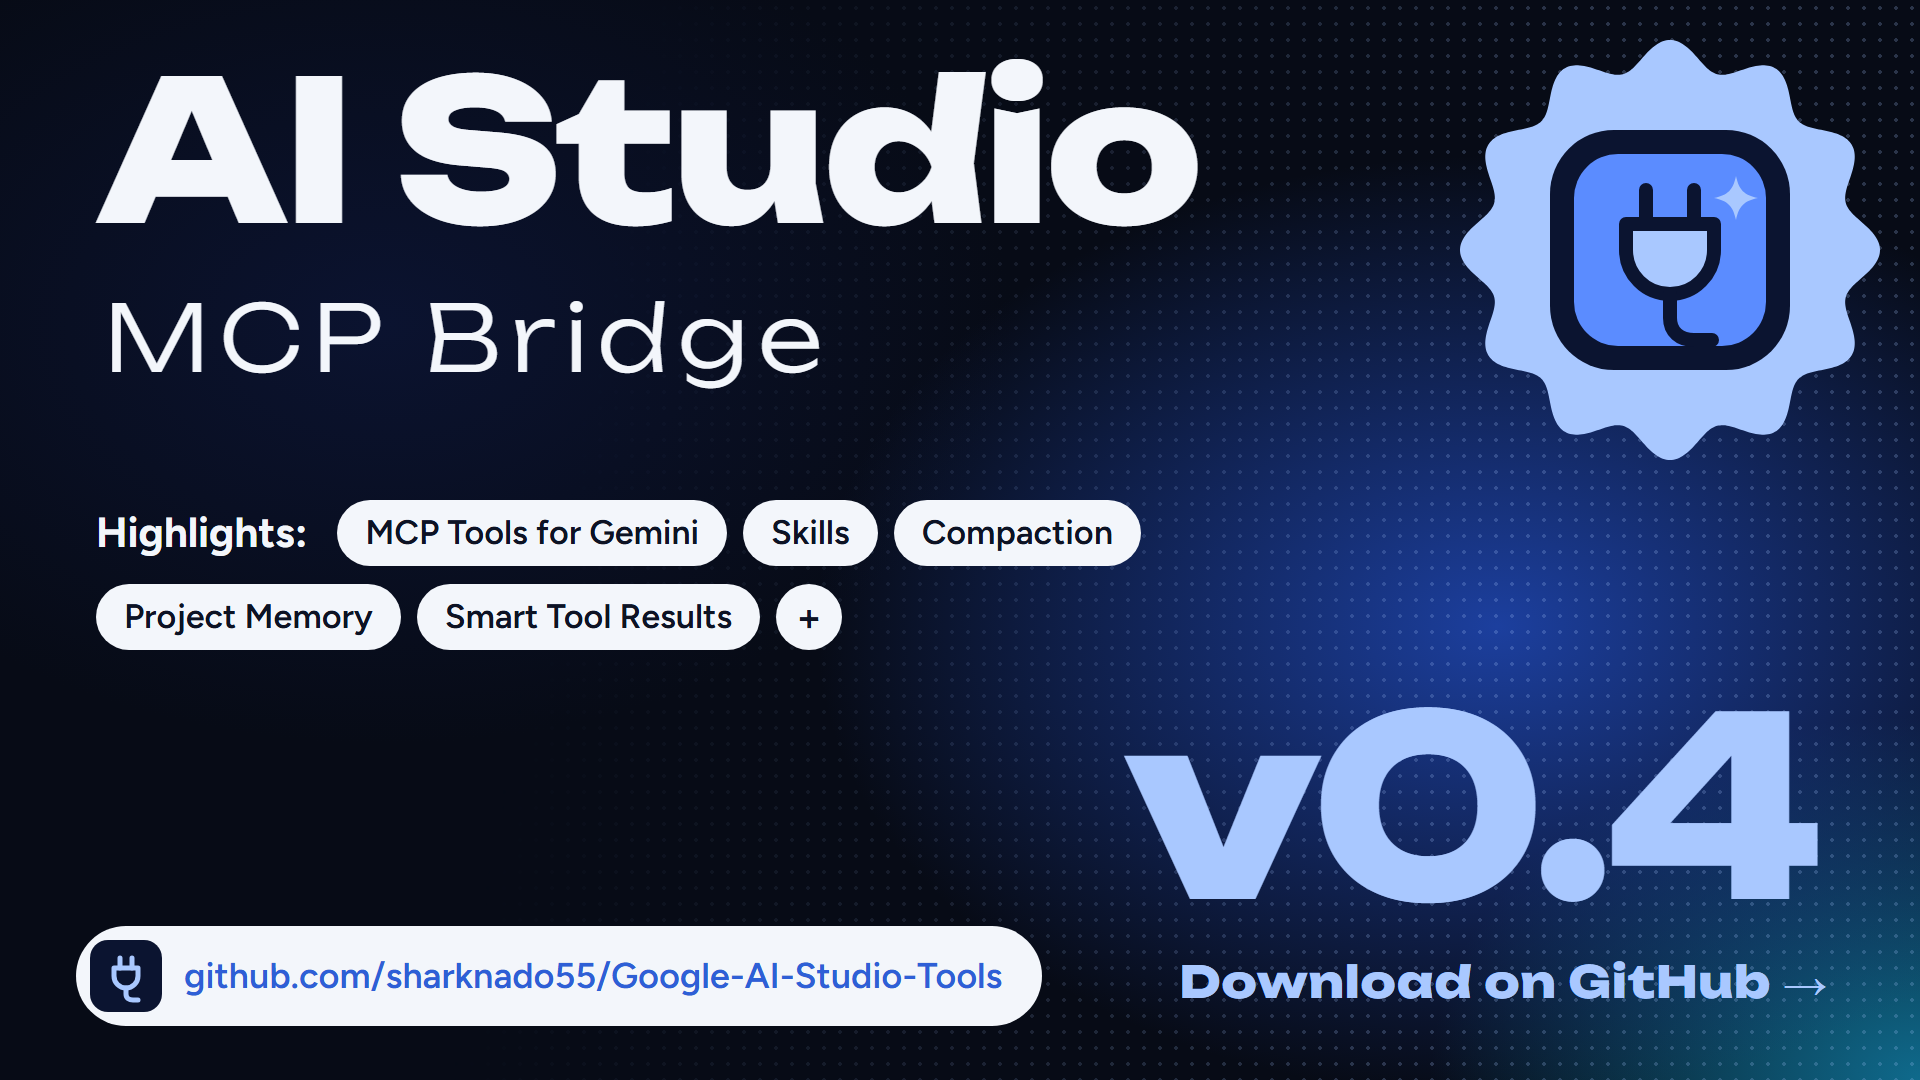 AI Studio
MCP Bridge
Highlights: MCP Tools for Gemini Skills Compaction
Project Memory Smart Tool Results +
v0.4
github.com/sharknado55/Google-AI-Studio-Tools
Download on GitHub →